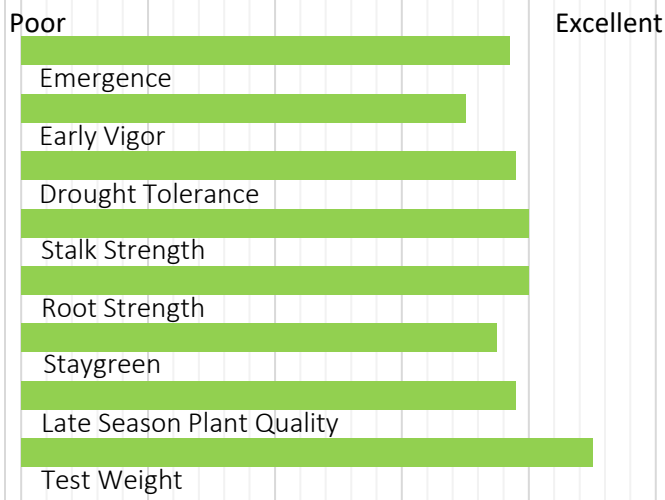 Poor Excellent
Emergence
Early Vigor
Drought Tolerance
Stalk Strength
Root Strength
Staygreen
Late Season Plant Quality
Test Weight